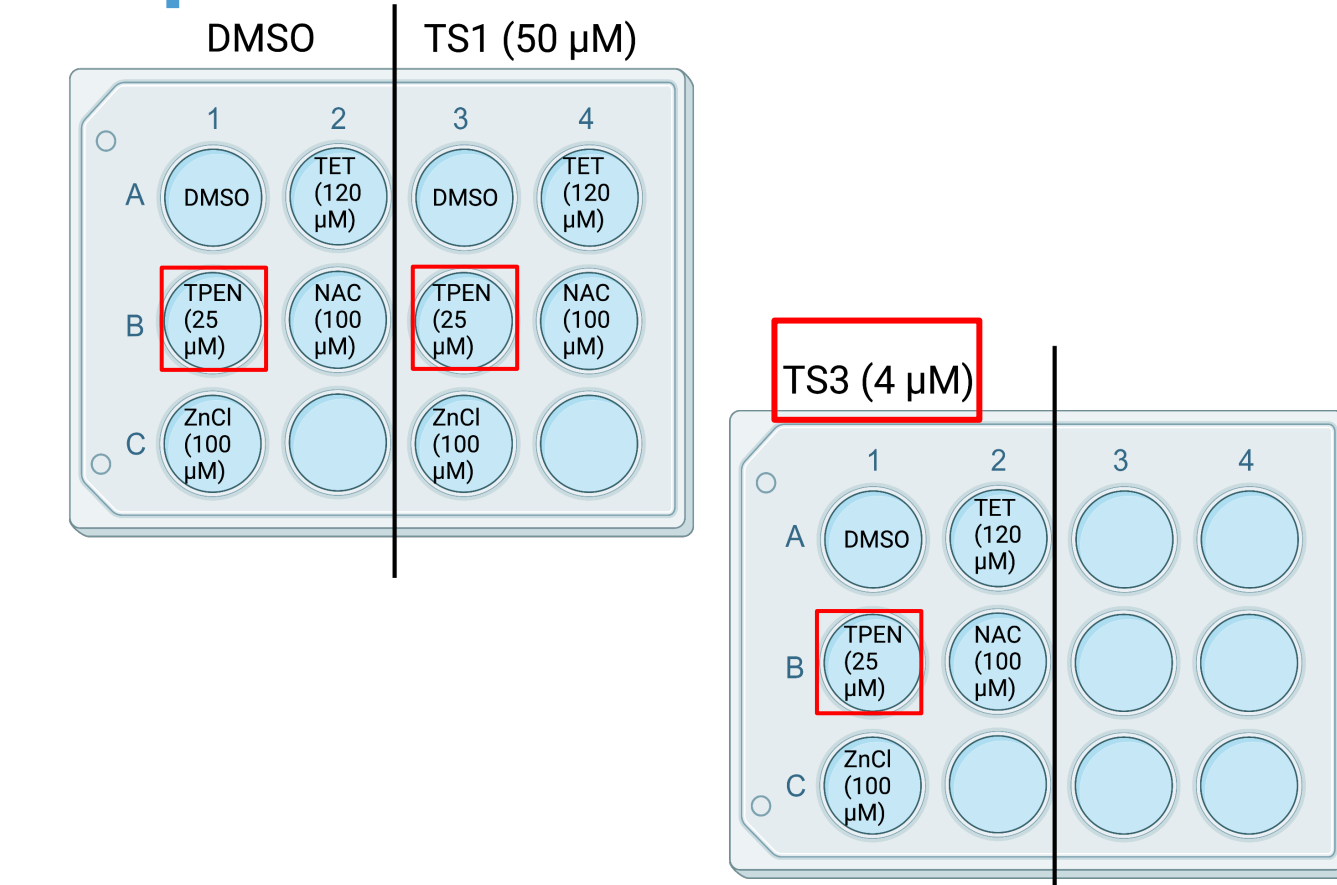 DMSO TS1 (50 µM)
1 2 3 4
A
DMSO
TET
(120
µM)
DMSO
TET
(120
µM)
B
TPEN
(25
µM)
NAC
(100
µM)
TPEN
(25
µM)
NAC
(100
µM)
C
ZnCl
(100
µM)
ZnCl
(100
µM)
TS3 (4 µM)
1 2 3 4
A
DMSO
TET
(120
µM)
B
TPEN
(25
µM)
NAC
(100
µM)
C
ZnCl
(100
µM)